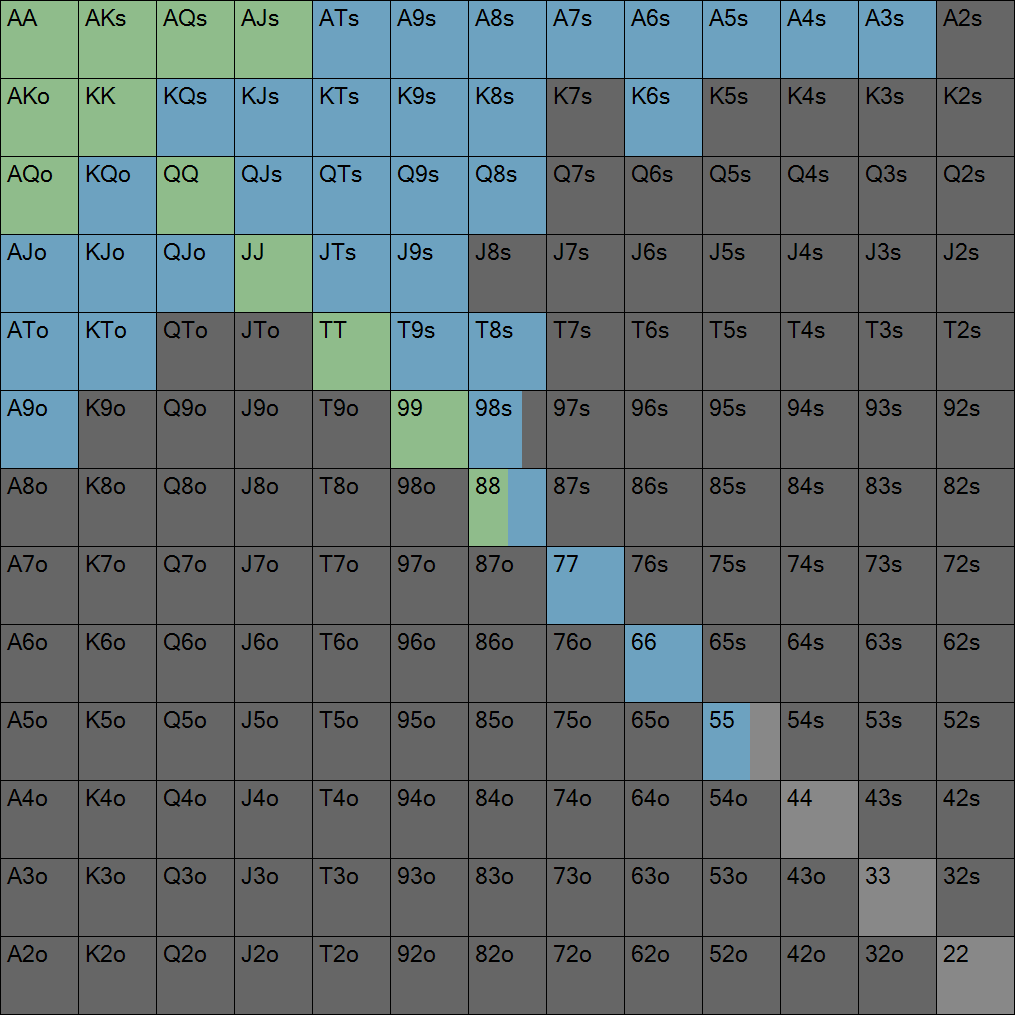 AA AKs AQs AJs ATs A9s A8s A7s A6s A5s A4s A3s A2s
AKo KK KQs KJs KTs K9s K8s K7s K6s K5s K4s K3s K2s
AQo KQo QQ QJs QTs Q9s Q8s Q7s Q6s Q5s Q4s Q3s Q2s
AJo KJo QJo JJ JTs J9s J8s J7s J6s J5s J4s J3s J2s
ATo KTo QTo JTo TT T9s T8s T7s T6s T5s T4s T3s T2s
A9o K9o Q9o J9o T9o 99 98s 97s 96s 95s 94s 93s 92s
A8o K8o Q8o J8o T8o 98o 88 87s 86s 85s 84s 83s 82s
A7o K7o Q7o J7o T7o 97o 87o 77 76s 75s 74s 73s 72s
A6o K6o Q6o J6o T6o 96o 86o 76o 66 65s 64s 63s 62s
A5o K5o Q5o J5o T5o 95o 85o 75o 65o 55 54s 53s 52s
A4o K4o Q4o J4o T4o 94o 84o 74o 64o 54o 44 43s 42s
A3o K3o Q3o J3o T3o 93o 83o 73o 63o 53o 43o 33 32s
A2o K2o Q2o J2o T2o 92o 82o 72o 62o 52o 42o 32o 22